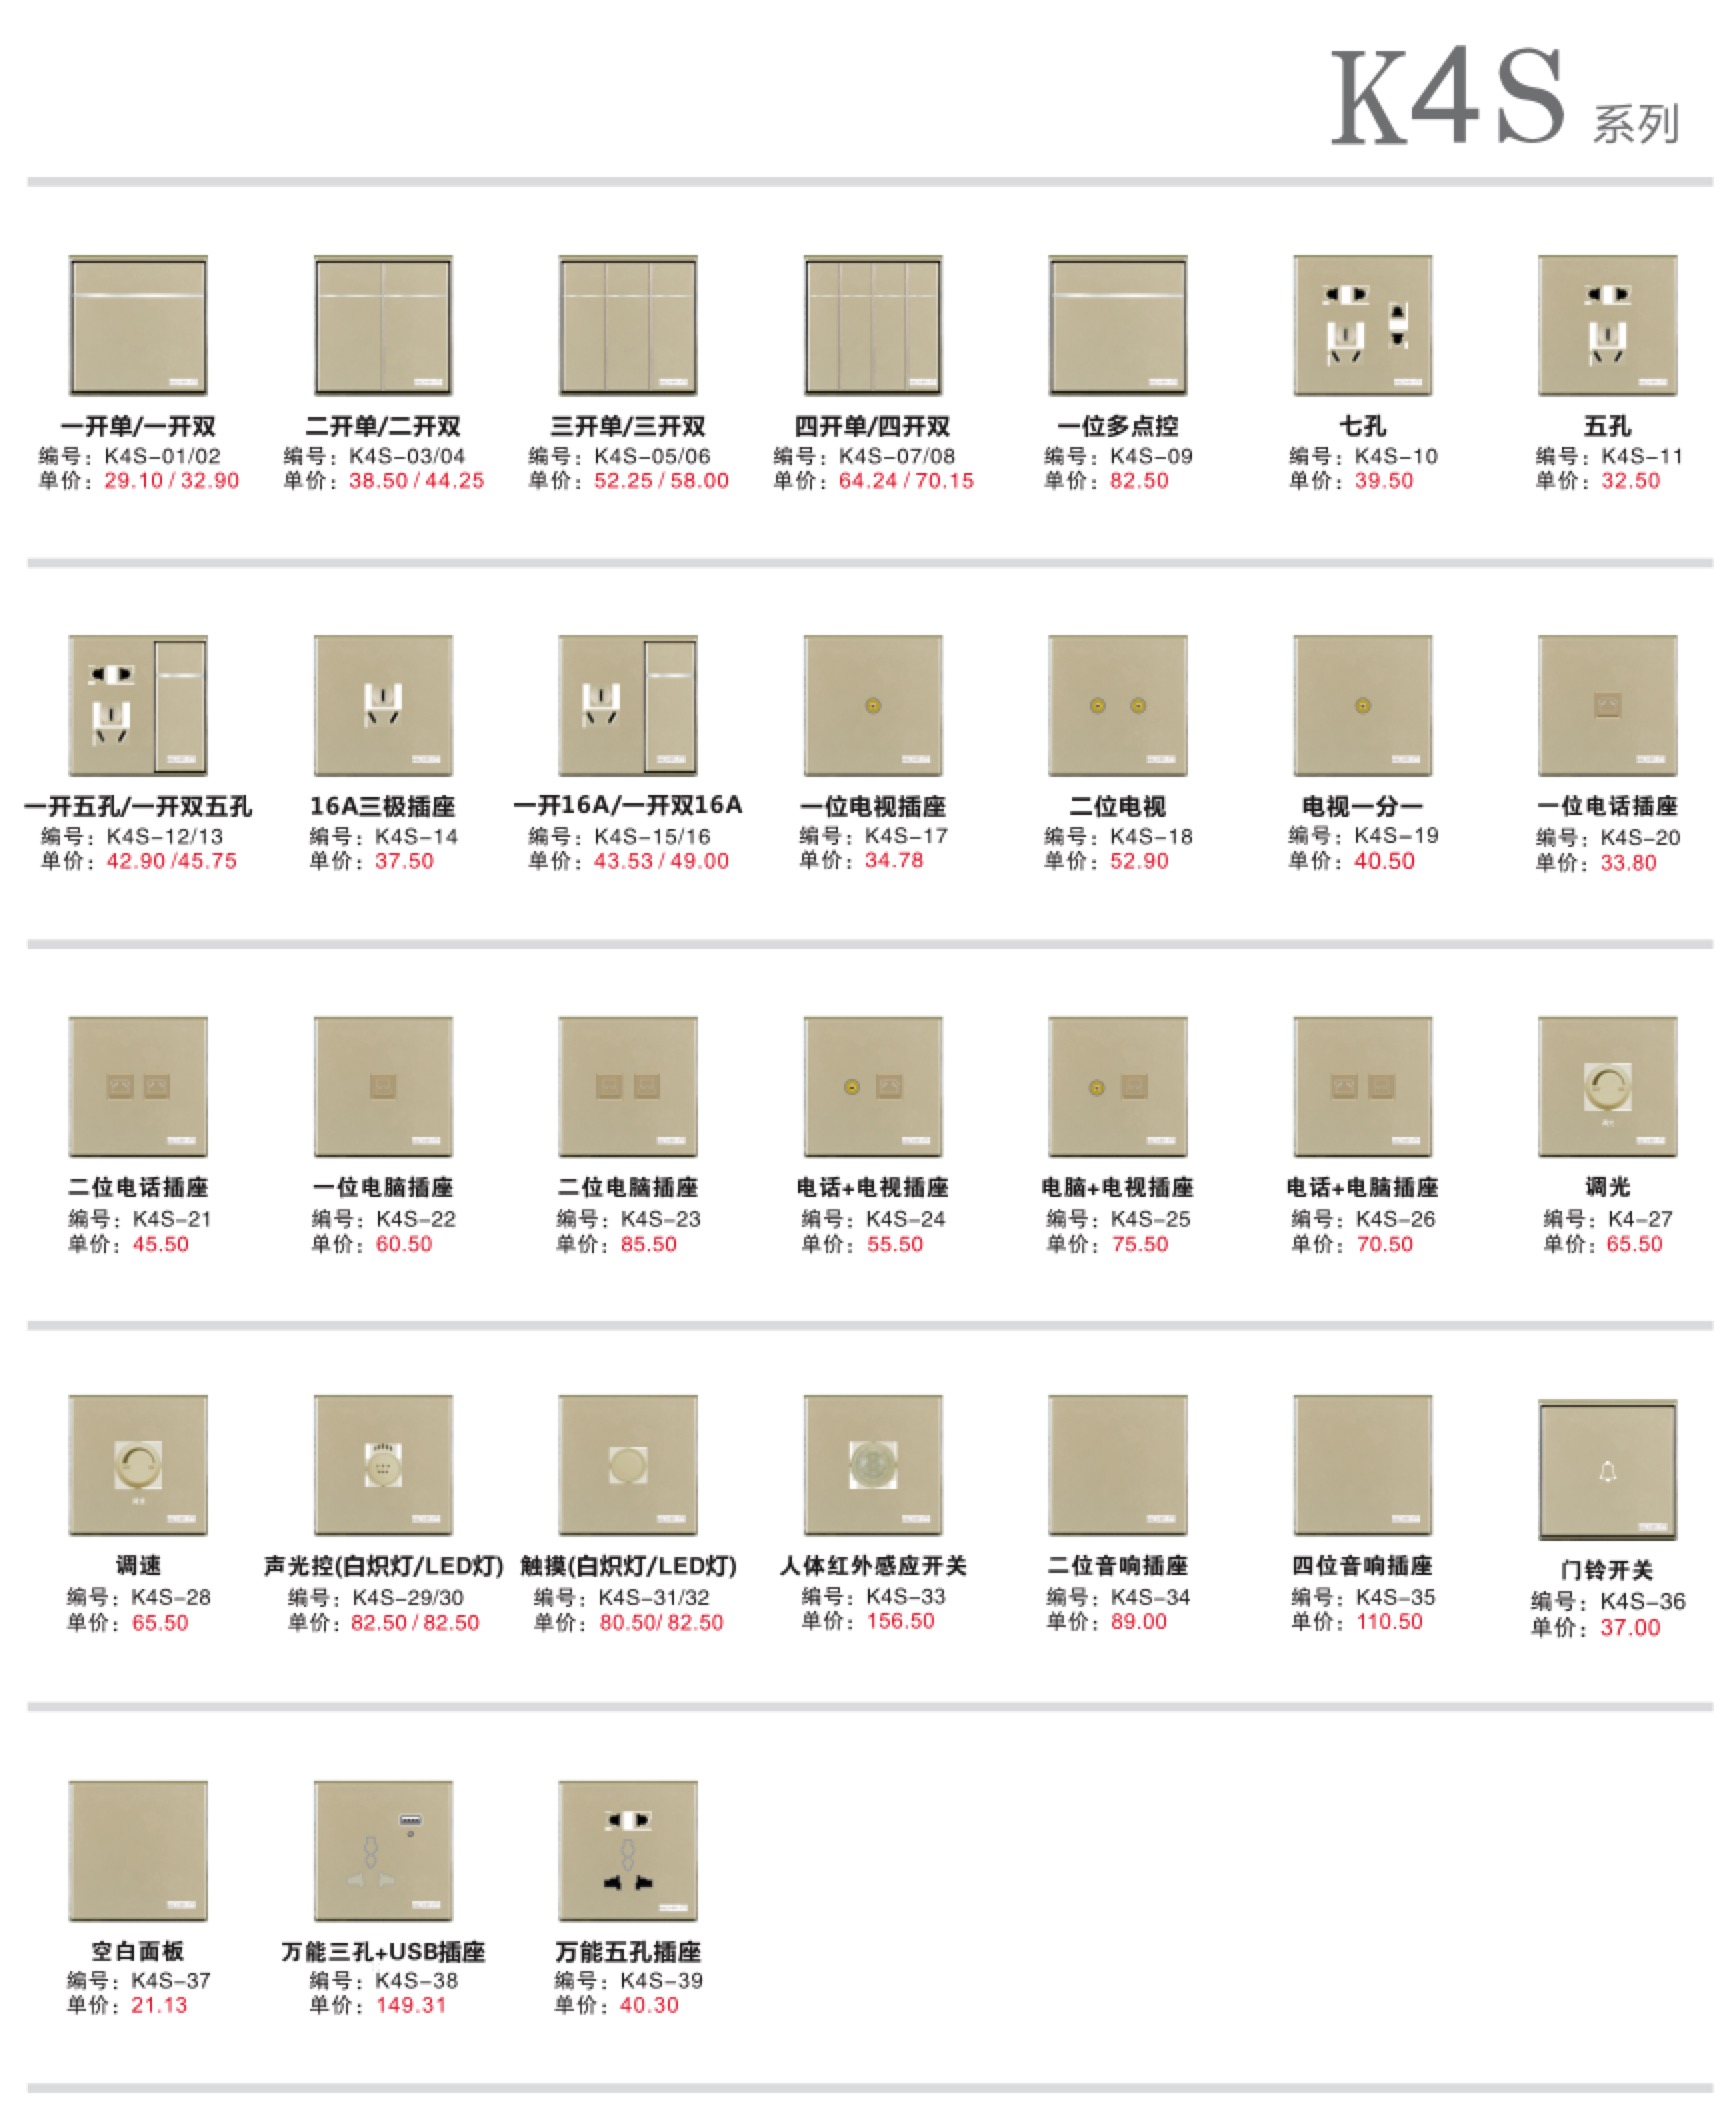 K4S 系列
一开单/一开双
编号：K4S-01/02
单价：29.10 / 32.90
二开单/二开双
编号：K4S-03/04
单价：38.50 / 44.25
三开单/三开双
编号：K4S-05/06
单价：52.25 / 58.00
四开单/四开双
编号：K4S-07/08
单价：64.24 / 70.15
一位多点控
编号：K4S-09
单价：82.50
七孔
编号：K4S-10
单价：39.50
五孔
编号：K4S-11
单价：32.50
一开五孔/一开双五孔
编号：K4S-12/13
单价：42.90 /45.75
16A三极插座
编号：K4S-14
单价：37.50
一开16A/一开双16A
编号：K4S-15/16
单价：43.53 / 49.00
一位电视插座
编号：K4S-17
单价：34.78
二位电视
编号：K4S-18
单价：52.90
电视一分一
编号：K4S-19
单价：40.50
一位电话插座
编号：K4S-20
单价：33.80
二位电话插座
编号：K4S-21
单价：45.50
一位电脑插座
编号：K4S-22
单价：60.50
二位电脑插座
编号：K4S-23
单价：85.50
电话+电视插座
编号：K4S-24
单价：55.50
电脑+电视插座
编号：K4S-25
单价：75.50
电话+电脑插座
编号：K4S-26
单价：70.50
调光
编号：K4-27
单价：65.50
调速
编号：K4S-28
单价：65.50
声光控(白炽灯/LED灯)
编号：K4S-29/30
单价：82.50 / 82.50
触摸(白炽灯/LED灯)
编号：K4S-31/32
单价：80.50/ 82.50
人体红外感应开关
编号：K4S-33
单价：156.50
二位音响插座
编号：K4S-34
单价：89.00
四位音响插座
编号：K4S-35
单价：110.50
门铃开关
编号：K4S-36
单价：37.00
空白面板
编号：K4S-37
单价：21.13
万能三孔+USB插座
编号：K4S-38
单价：149.31
万能五孔插座
编号：K4S-39
单价：40.30